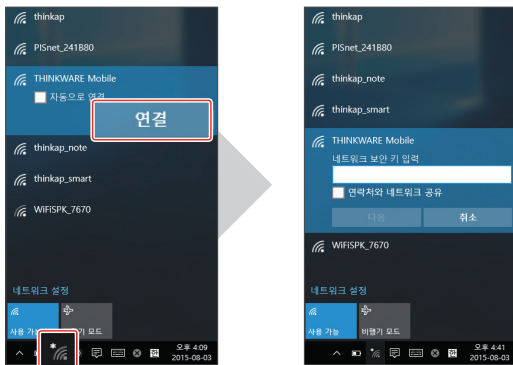 thinkap
PISnet_241B80
THINKWARE Mobile
자동으로 연결
연결
thinkap_note
thinkap_smart
WiFiSPK_7670
네트워크 설정
사용 가능
모드
오후 4:09
2015-08-03
thinkap
PISnet_241B80
thinkap_note
thinkap_smart
THINKWARE Mobile
네트워크 보안 키 입력
연락처와 네트워크 공유
다음 취소
WiFiSPK_7670
네트워크 설정
사용 가능 비행기 모드
한 오후 4:41
2015-08-03